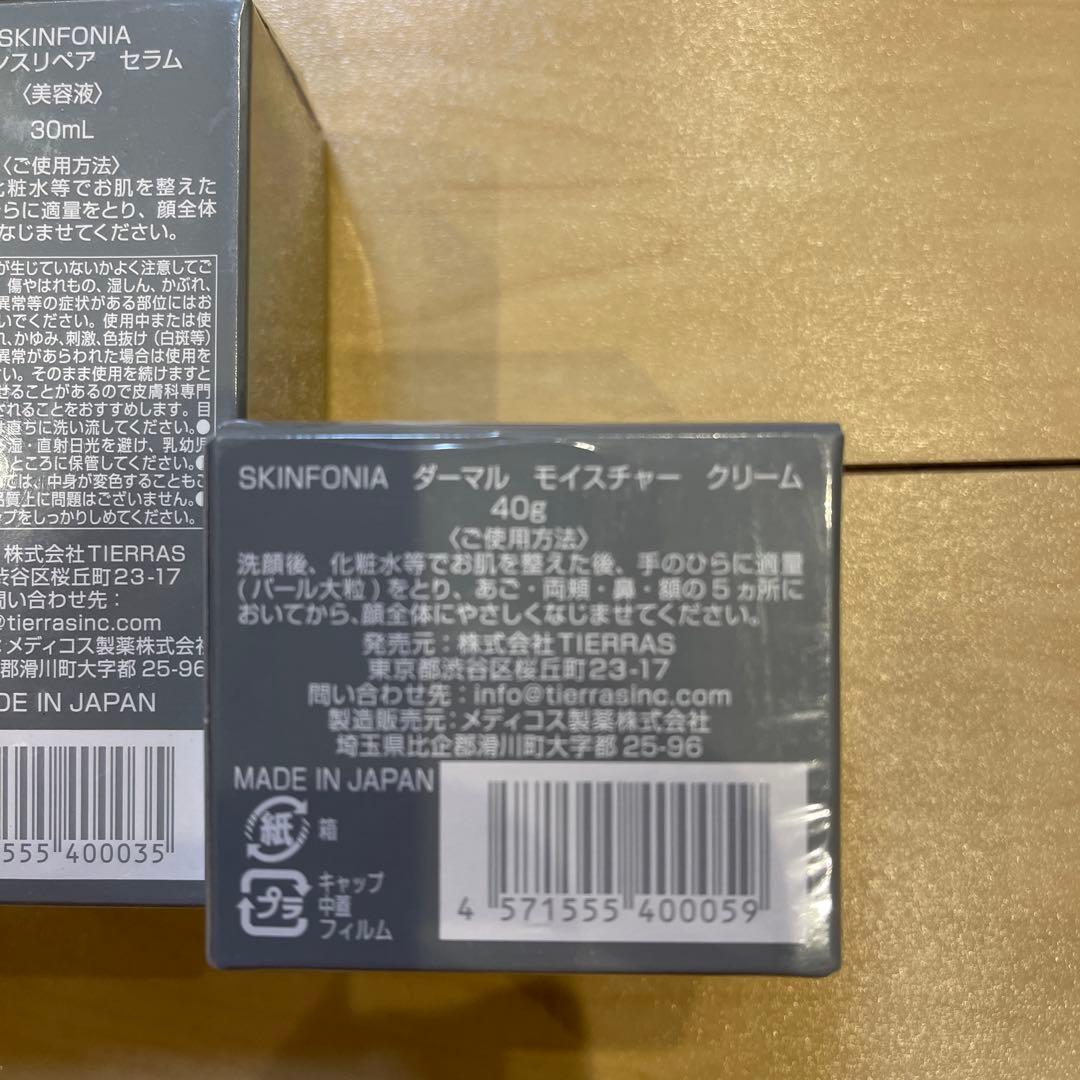 SKINFONIA
ンスリペア　セラム
〈美容液〉
30mL
〈ご使用方法〉
化粧水等でお肌を整えた
らに適量をとり、顔全体
なじませてください。
が生じていないかよく注意してご
傷やはれもの、湿しん、かぶれ、
異常等の症状がある部位にはお
いでください。使用中または使
れ、かゆみ、刺激、色抜け（白斑等）
異常があらわれた場合は使用を
い。そのまま使用を続けますと
せることがあるので皮膚科専門
されることをおすすめします。目
は直ちに洗い流してください。●
湿・直射日光を避け、乳幼児
いところに保管してください。●
ては、中身が変色することもご
品質上に問題はございません。●
ップをしっかりしめてください。
株式会社TIERRAS
渋谷区桜丘町23-17
問い合わせ先：
@tierrasinc.com
：メディコス製薬株式会社
郡滑川町大字都 25-96
DE IN JAPAN
555 400035
SKINFONIA　ダーマル　モイスチャー　クリーム
40g
〈ご使用方法〉
洗顔後、化粧水等でお肌を整えた後、手のひらに適量
(パール大粒)をとり、あご・両頬・鼻・額の5ヵ所に
おいてから、顔全体にやさしくなじませてください。
発売元：株式会社TIERRAS
東京都渋谷区桜丘町23-17
問い合わせ先：info@tierrasinc.com
製造販売元：メディコス製薬株式会社
埼玉県比企郡滑川町大字都 25-96
MADE IN JAPAN
紙 箱
プラ キャップ
中蓋
フィルム
4 571555 400059